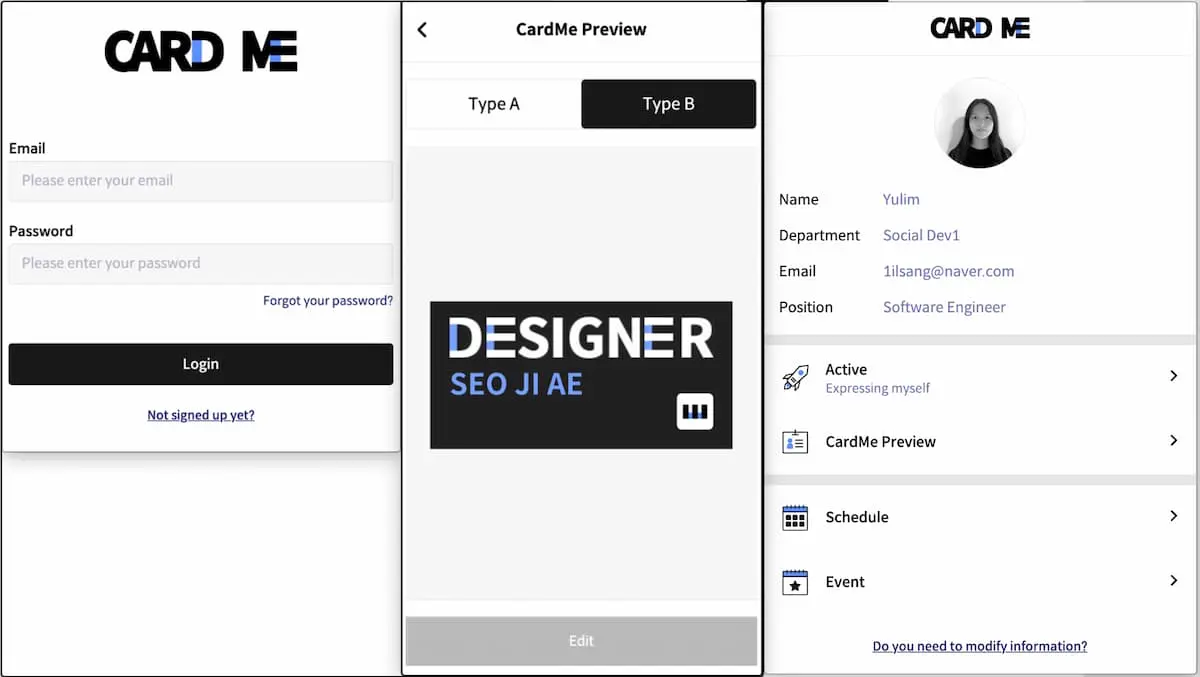 CARD ME
Email
Please enter your email
Password
Please enter your password
Forgot your password?
Login
Not signed up yet?
CardMe Preview
Type A
Type B
DESIGNER
SEO JI AE
Edit
CARD ME
Name Yulim
Department Social Dev1
Email 1ilsang@naver.com
Position Software Engineer
Active
Expressing myself
CardMe Preview
Schedule
Event
Do you need to modify information?